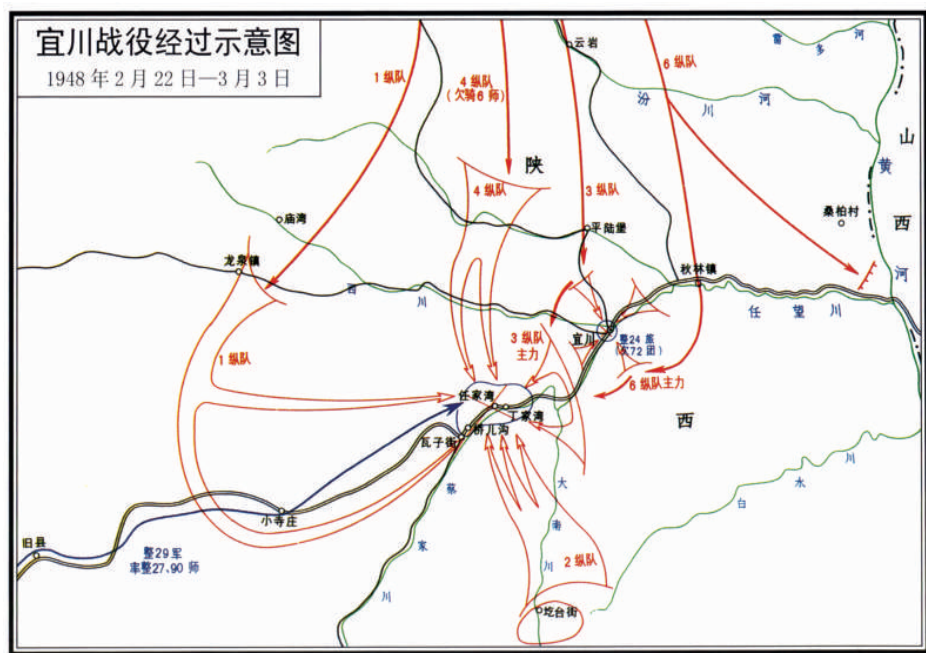 宜川战役经过示意图
1948年2月22日—3月3日
1纵队
4纵队
(欠骑6师)
云岩
6纵队
雷多河
汾川河
山西
黄河
陕西
4纵队
3纵队
桑柏村
庙湾
平陆堡
龙泉镇
西川
秋林镇
任望川
宜川
整24旅
(欠72团)
3纵队
主力
1纵队
6纵队主力
任家湾
丁家湾
桥儿沟
瓦子街
蔡家川
大南川
白水川
小寺庄
旧县
整29军
率整27、90师
2纵队
圪台街